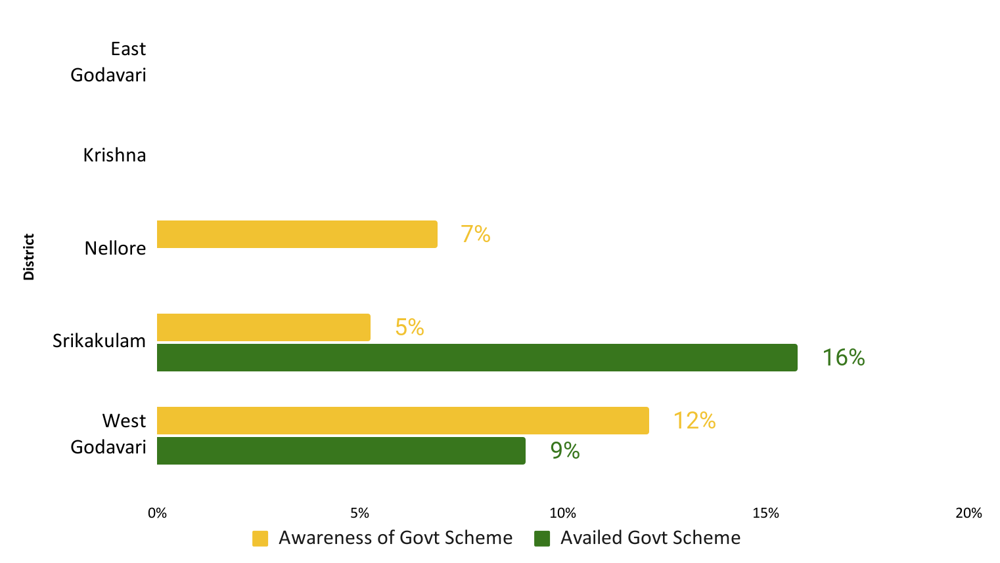 East
Godavari
Krishna
Nellore
7%
District
Srikakulam
5%
16%
West
Godavari
12%
9%
0% 5% 10% 15% 20%
Awareness of Govt Scheme Availed Govt Scheme